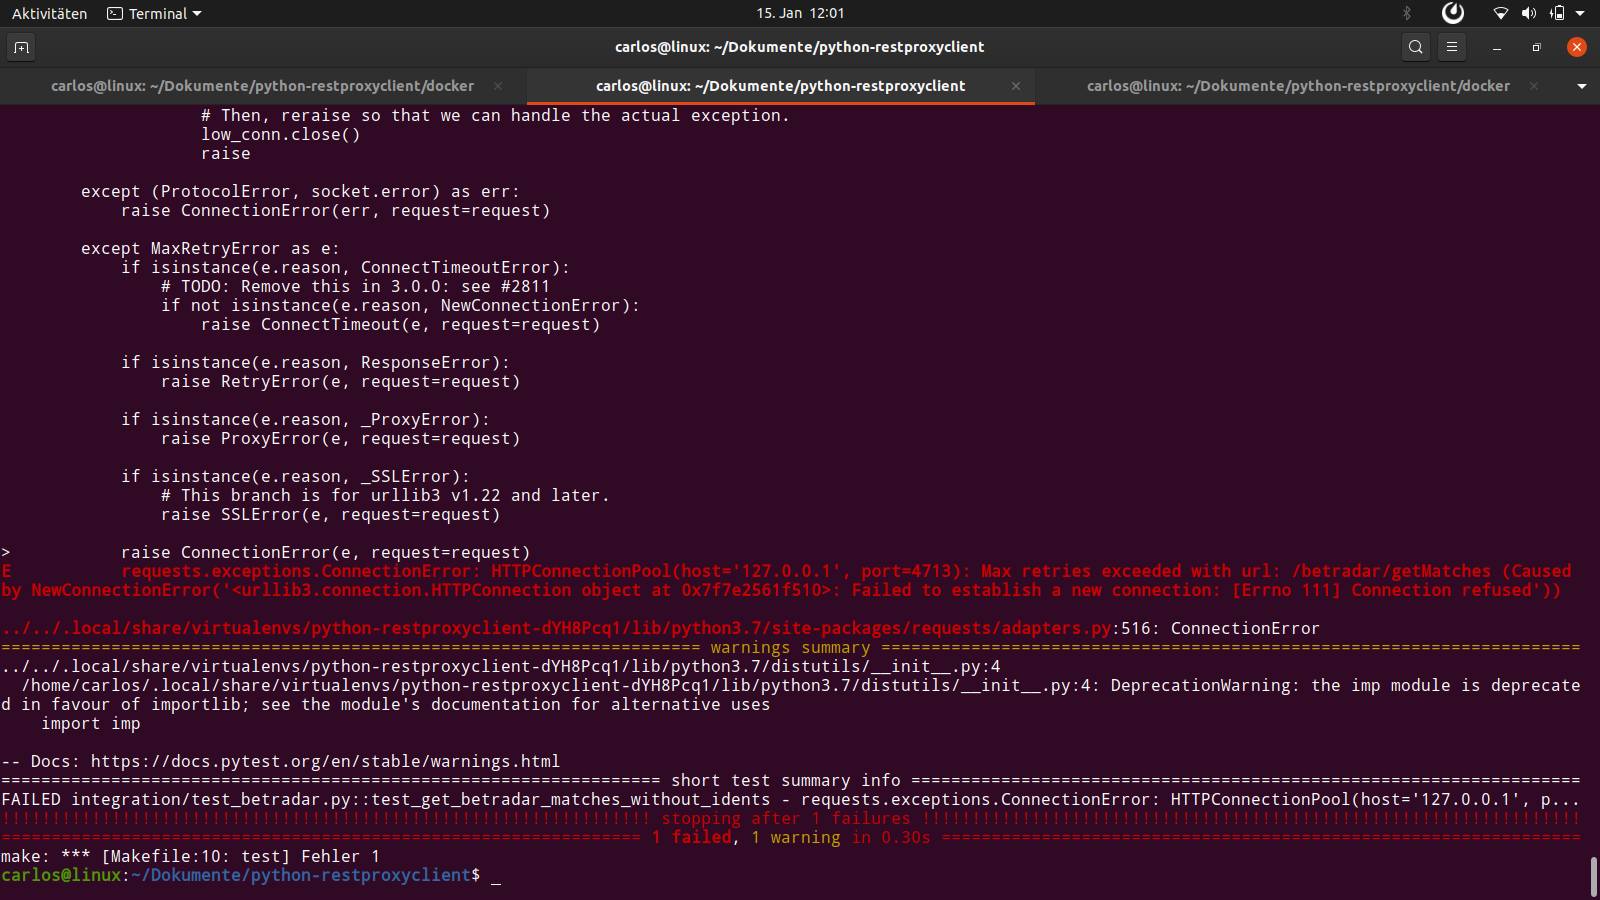 Aktivitäten Terminal 15. Jan 12:01
carlos@linux: ~/Dokumente/python-restproxyclient
carlos@linux: ~/Dokumente/python-restproxyclient/docker carlos@linux: ~/Dokumente/python-restproxyclient carlos@linux: ~/Dokumente/python-restproxyclient/docker
# Then, reraise so that we can handle the actual exception.
low_conn.close()
raise
except (ProtocolError, socket.error) as err:
raise ConnectionError(err, request=request)
except MaxRetryError as e:
if isinstance(e.reason, ConnectTimeoutError):
# TODO: Remove this in 3.0.0: see #2811
if not isinstance(e.reason, NewConnectionError):
raise ConnectTimeout(e, request=request)
if isinstance(e.reason, ResponseError):
raise RetryError(e, request=request)
if isinstance(e.reason, _ProxyError):
raise ProxyError(e, request=request)
if isinstance(e.reason, _SSLError):
# This branch is for urllib3 v1.22 and later.
raise SSLError(e, request=request)
> raise ConnectionError(e, request=request)
E requests.exceptions.ConnectionError: HTTPConnectionPool(host='127.0.0.1', port=4713): Max retries exceeded with url: /betradar/getMatches (Caused
by NewConnectionError('<urllib3.connection.HTTPConnection object at 0x7f7e2561f510>: Failed to establish a new connection: [Errno 111] Connection refused'))
../../.local/share/virtualenvs/python-restproxyclient-dYH8Pcq1/lib/python3.7/site-packages/requests/adapters.py:516: ConnectionError
====================================================================== warnings summary ======================================================================
../../.local/share/virtualenvs/python-restproxyclient-dYH8Pcq1/lib/python3.7/distutils/__init__.py:4
/home/carlos/.local/share/virtualenvs/python-restproxyclient-dYH8Pcq1/lib/python3.7/distutils/__init__.py:4: DeprecationWarning: the imp module is deprecate
d in favour of importlib; see the module's documentation for alternative uses
import imp
-- Docs: https://docs.pytest.org/en/stable/warnings.html
================================================================== short test summary info ===================================================================
FAILED integration/test_betradar.py::test_get_betradar_matches_without_idents - requests.exceptions.ConnectionError: HTTPConnectionPool(host='127.0.0.1', p...
!!!!!!!!!!!!!!!!!!!!!!!!!!!!!!!!!!!!!!!!!!!!!!!!!!!!!!!!!!!!!!!!! stopping after 1 failures !!!!!!!!!!!!!!!!!!!!!!!!!!!!!!!!!!!!!!!!!!!!!!!!!!!!!!!!!!!!!!!!!!
================================================================ 1 failed, 1 warning in 0.30s ================================================================
make: *** [Makefile:10: test] Fehler 1
carlos@linux:~/Dokumente/python-restproxyclient$ _